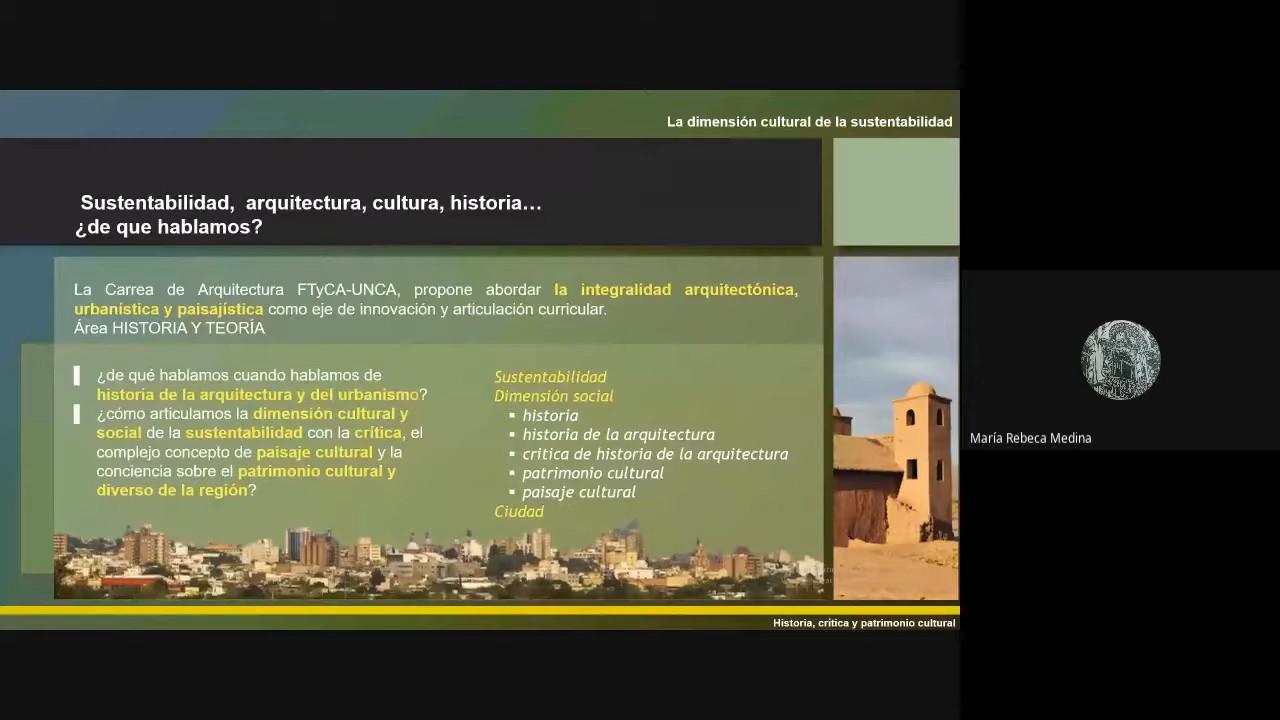 La dimensión cultural de la sustentabilidad
Sustentabilidad, arquitectura, cultura, historia…
¿de que hablamos?
La Carrea de Arquitectura FTyCA-UNCA, propone abordar la integralidad arquitectónica,
urbanística y paisajística como eje de innovación y articulación curricular.
Área HISTORIA Y TEORÍA
¿de qué hablamos cuando hablamos de
historia de la arquitectura y del urbanismo?
¿cómo articulamos la dimensión cultural y
social de la sustentabilidad con la crítica, el
complejo concepto de paisaje cultural y la
conciencia sobre el patrimonio cultural y
diverso de la región?
Sustentabilidad
Dimensión social
▪ historia
▪ historia de la arquitectura
▪ critica de historia de la arquitectura
▪ patrimonio cultural
▪ paisaje cultural
Ciudad
María Rebeca Medina
Historia, crítica y patrimonio cultural